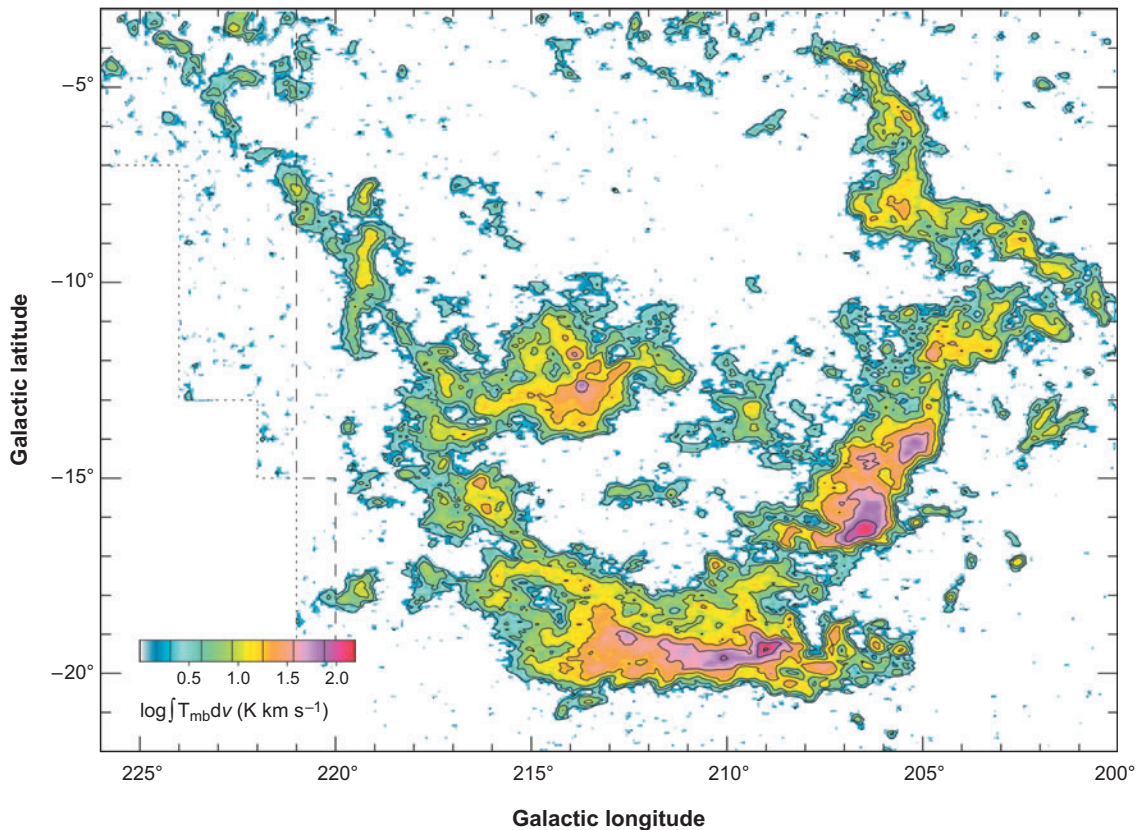 −5°
−10°
−15°
−20°
Galactic latitude
0.5 1.0 1.5 2.0
log∫T_mb dv (K km s⁻¹)
225° 220° 215° 210° 205° 200°
Galactic longitude